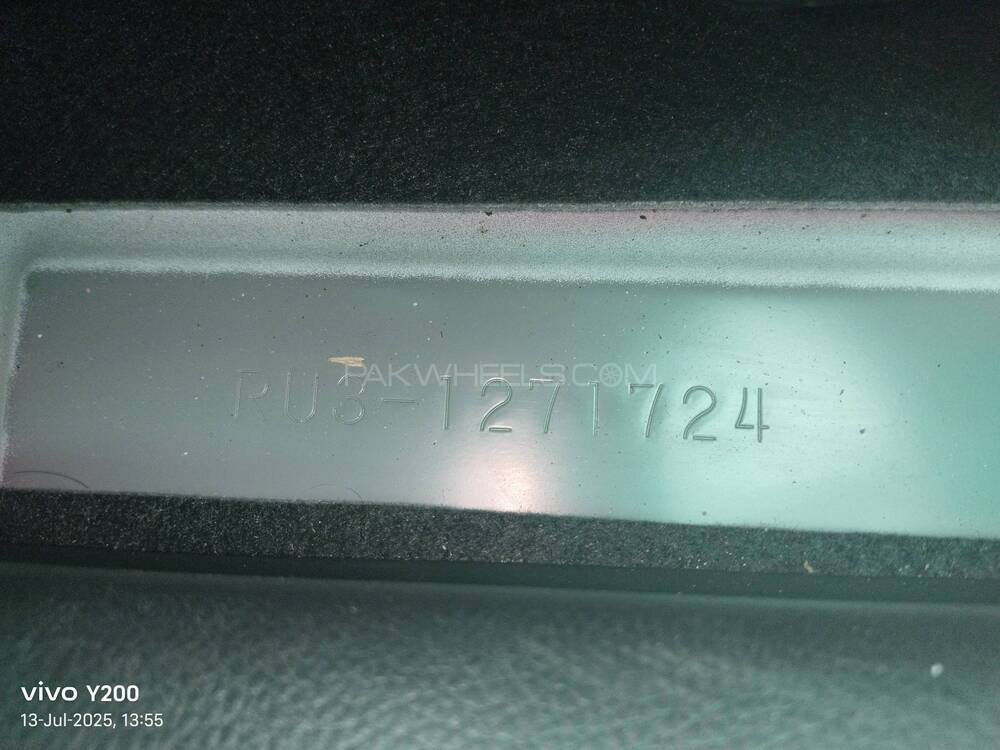 PAKWHEELS.COM
RU3-1271724
vivo Y200
13-Jul-2025, 13:55